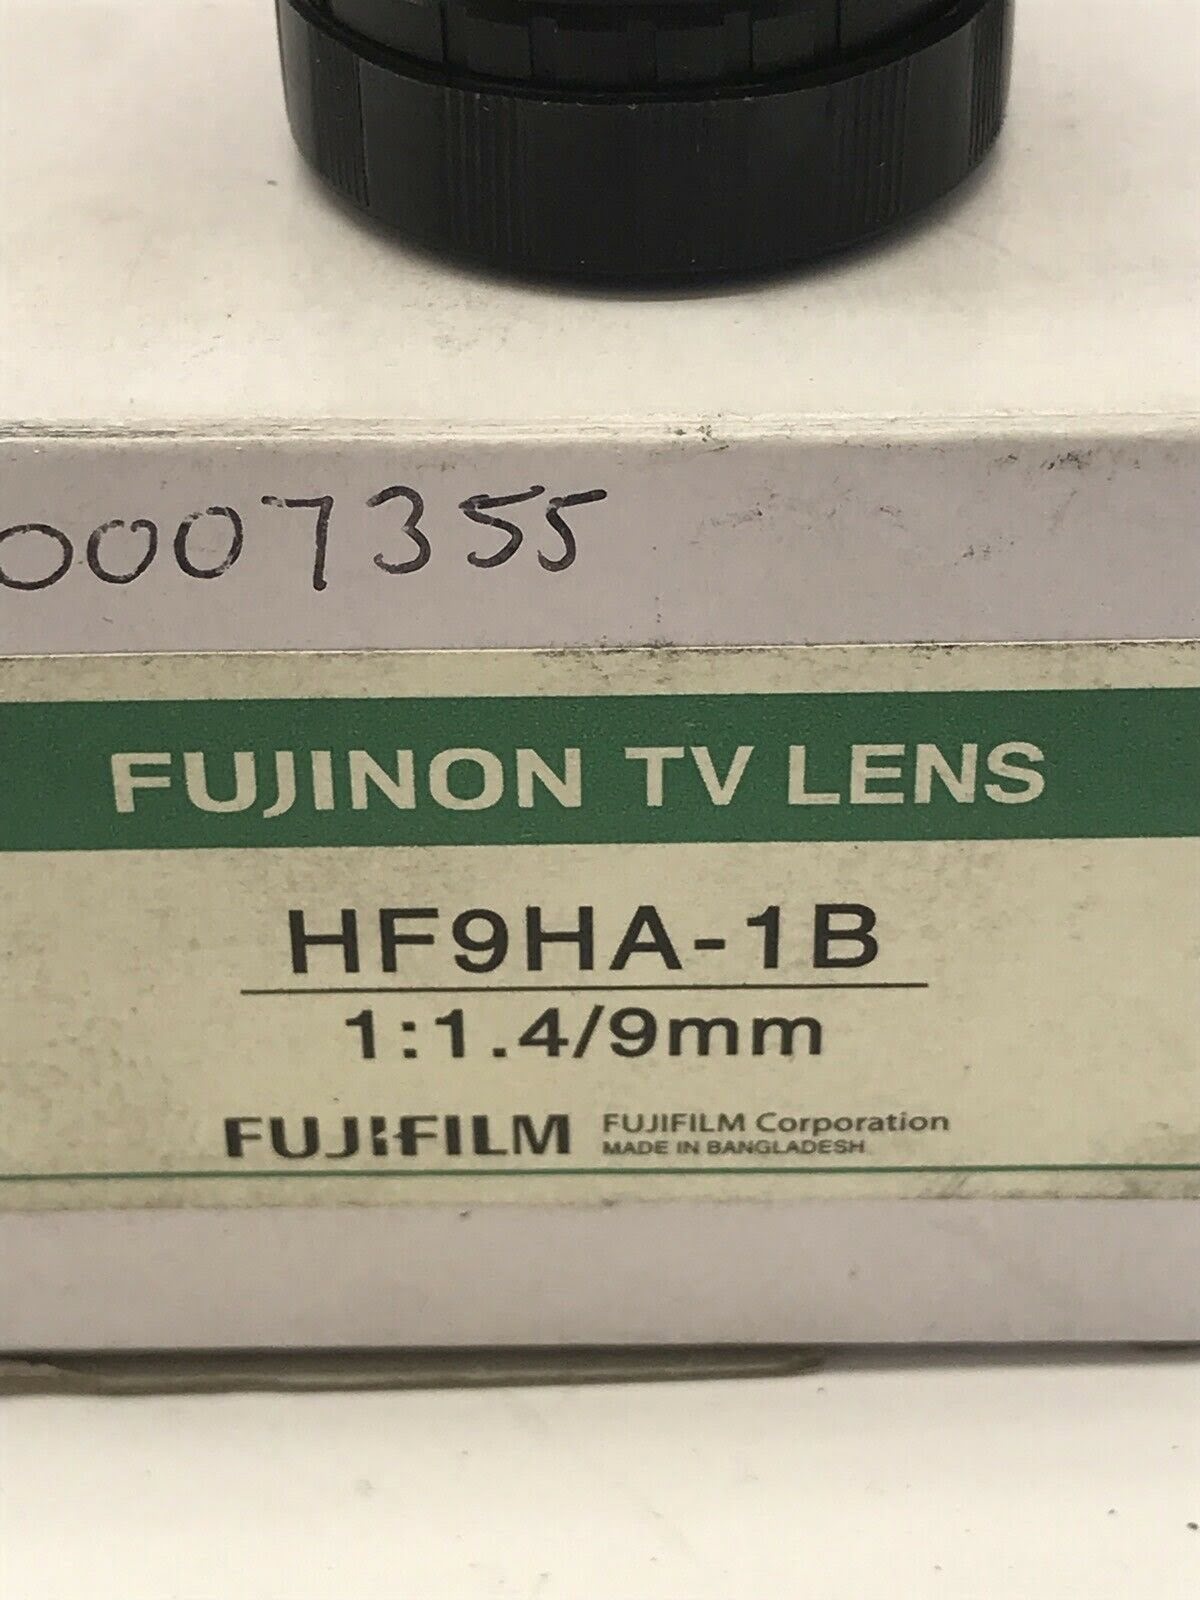 0007355
FUJINON TV LENS
HF9HA-1B
1:1.4/9mm
FUJIFILM FUJIFILM Corporation
MADE IN BANGLADESH